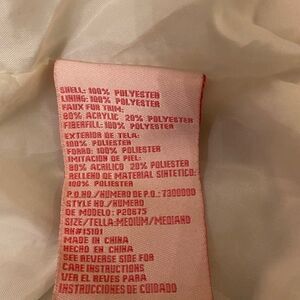 SHELL: 100% POLYESTER
LINING: 100% POLYESTER
FAUX FUR TRIM:
80% ACRYLIC 20% POLYESTER
FIBERFILL: 100% POLYESTER
EXTERIOR DE TELA:
100% POLIESTER
FORRO: 100% POLIESTER
IMITACION DE PIEL:
80% ACRILICO 20% POLIESTER
RELLENO DE MATERIAL SINTETICO:
100% POLIESTER
P.O.NO./NUMERO DE P.O.: 7300000
STYLE NO./NUMERO
DE MODELO: P20675
SIZE/TALLA:MEDIUM/MEDIANO
RN#15101
MADE IN CHINA
HECHO EN CHINA
SEE REVERSE SIDE FOR
CARE INSTRUCTIONS
VER EL REVES PARA
INSTRUCCIONES DE CUIDADO